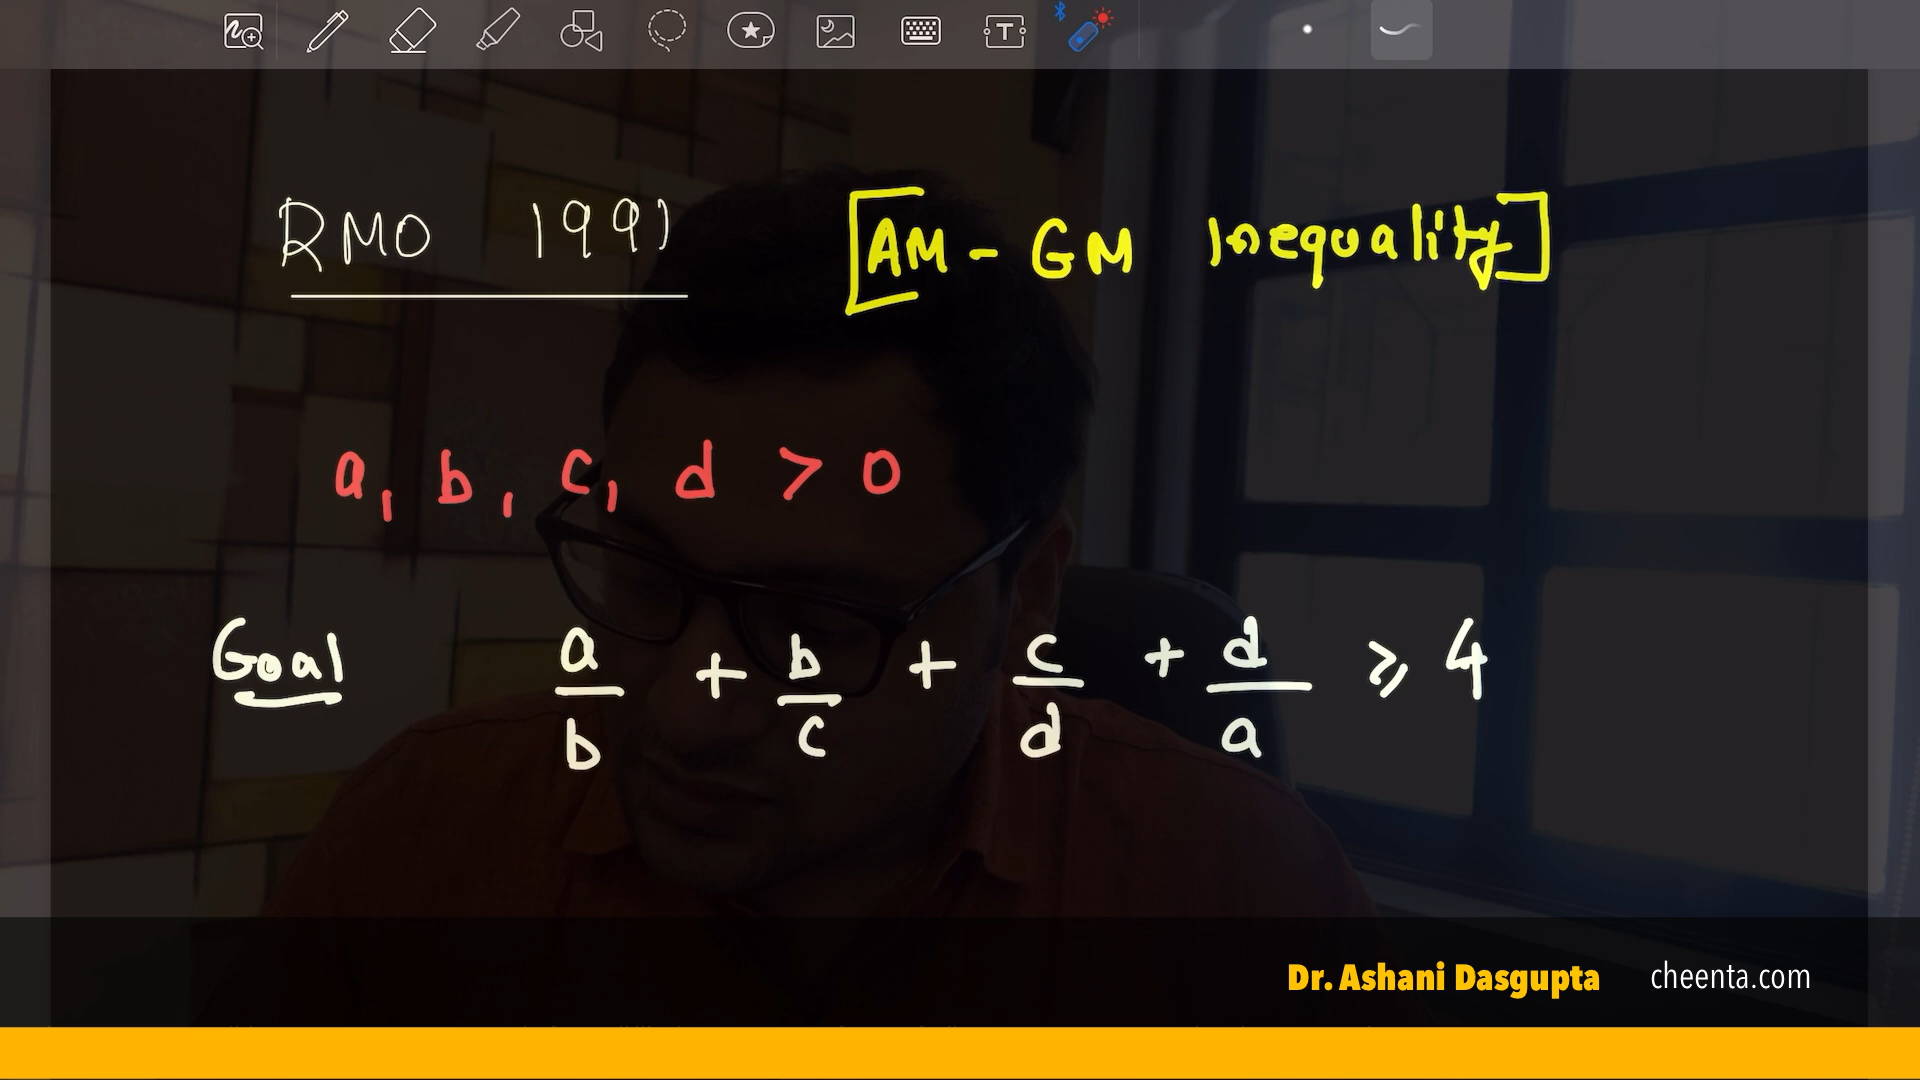 RMO 1991 [AM - GM Inequality]
a, b, c, d > 0
Goal a/b + b/c + c/d + d/a ⩾ 4
Dr. Ashani Dasgupta cheenta.com